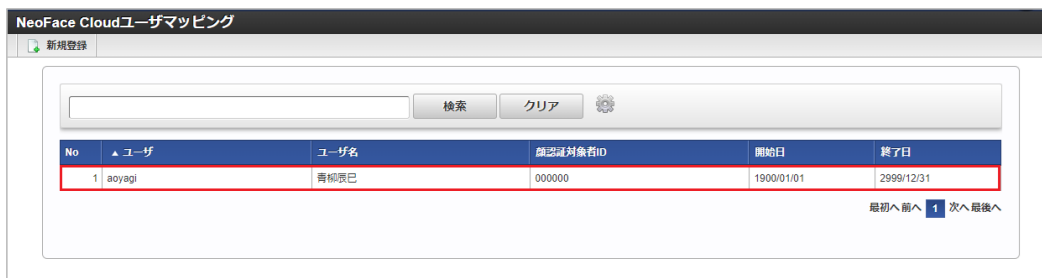 NeoFace Cloudユーザマッピング
新規登録
検索 クリア
No ▲ ユーザ ユーザ名 顔認証対象者ID 開始日 終了日
1 aoyagi 青柳辰巳 000000 1900/01/01 2999/12/31
最初へ 前へ 1 次へ 最後へ